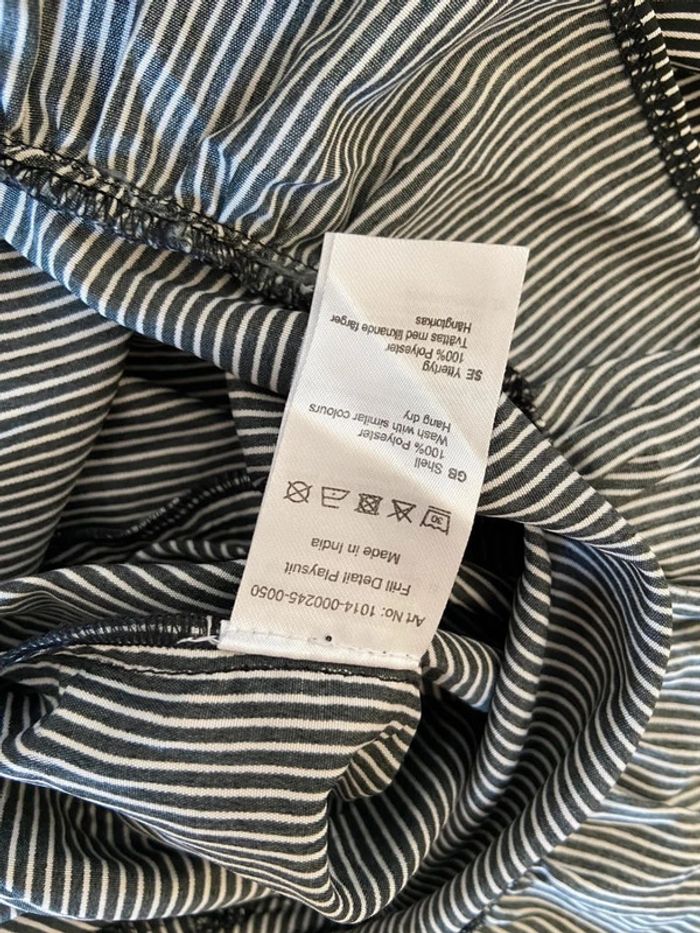 Art No: 1014-000245-0050
Frill Detail Playsuit
Made in India
30
GB Shell
100% Polyester
Wash with similar colours
Hang dry
SE Yttertyg
100% Polyester
Tvättas med liknande färger
Hängtorkas